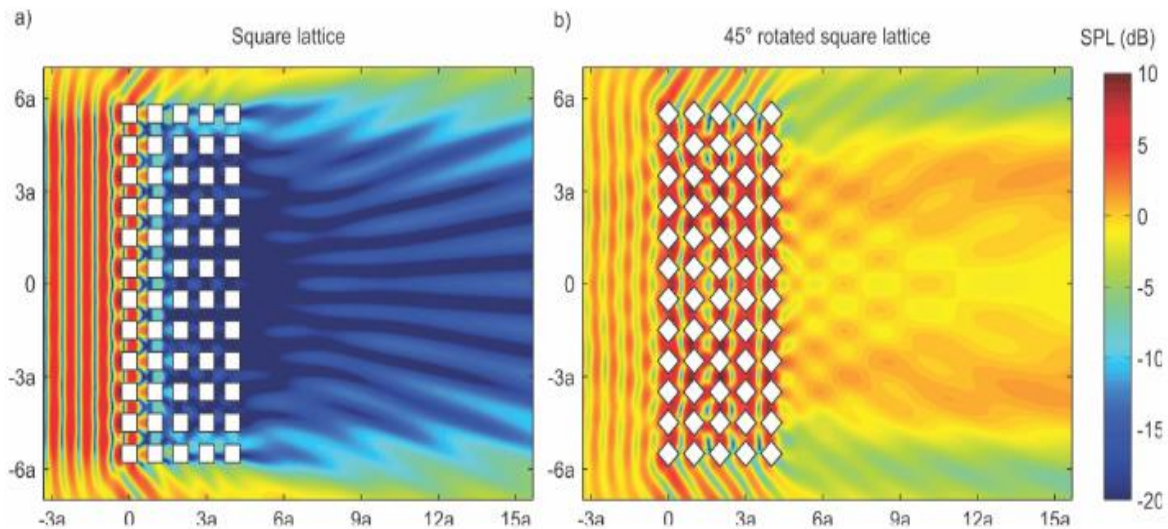 a)
Square lattice
6a
3a
0
-3a
-6a
-3a 0 3a 6a 9a 12a 15a
b)
45° rotated square lattice
6a
3a
0
-3a
-6a
-3a 0 3a 6a 9a 12a 15a
SPL (dB)
10
5
0
-5
-10
-15
-20